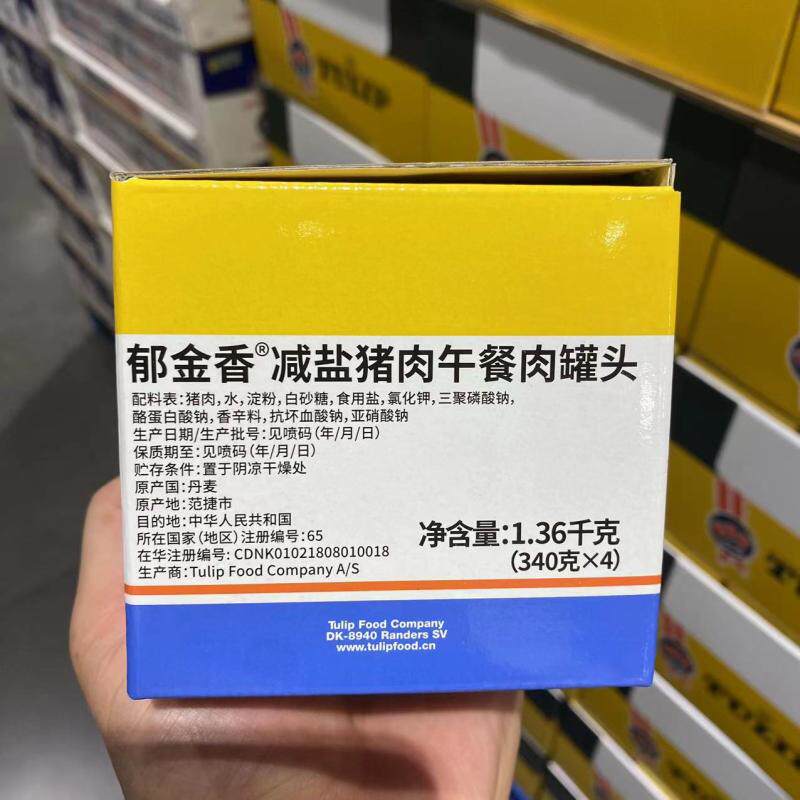 郁金香®减盐猪肉午餐肉罐头
配料表:猪肉,水,淀粉,白砂糖,食用盐,氯化钾,三聚磷酸钠,
酪蛋白酸钠,香辛料,抗坏血酸钠,亚硝酸钠
生产日期/生产批号:见喷码(年/月/日)
保质期至:见喷码(年/月/日)
贮存条件:置于阴凉干燥处
原产国:丹麦
原产地:范捷市
目的地:中华人民共和国
所在国家(地区)注册编号:65
在华注册编号: CDNK01021808010018
生产商:Tulip Food Company A/S
净含量:1.36千克
(340克×4)
Tulip Food Company
DK-8940 Randers SV
www.tulipfood.cn
TULIP